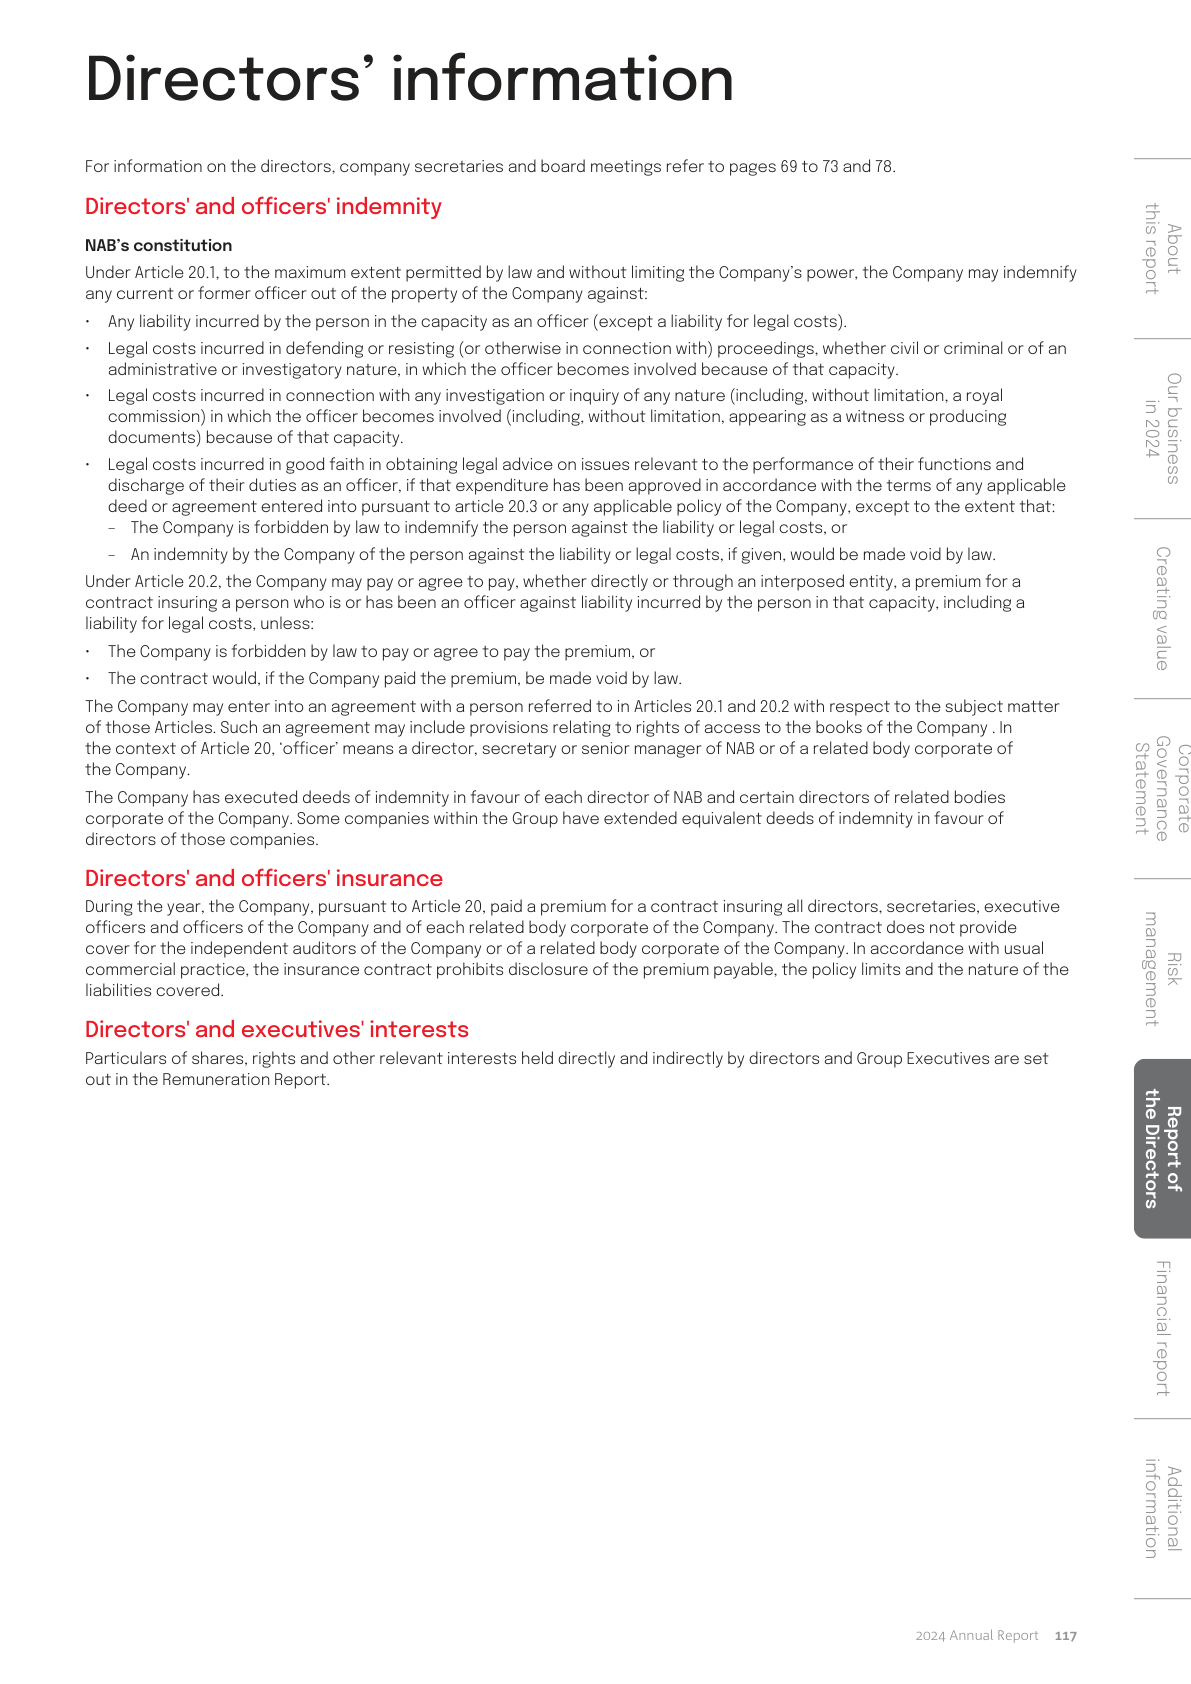 Directors’ information
For information on the directors, company secretaries and board meetings refer to pages 69 to 73 and 78.
Directors' and officers' indemnity
NAB’s constitution
Under Article 20.1, to the maximum extent permitted by law and without limiting the Company’s power, the Company may indemnify
any current or former officer out of the property of the Company against:
• Any liability incurred by the person in the capacity as an officer (except a liability for legal costs).
• Legal costs incurred in defending or resisting (or otherwise in connection with) proceedings, whether civil or criminal or of an
administrative or investigatory nature, in which the officer becomes involved because of that capacity.
• Legal costs incurred in connection with any investigation or inquiry of any nature (including, without limitation, a royal
commission) in which the officer becomes involved (including, without limitation, appearing as a witness or producing
documents) because of that capacity.
• Legal costs incurred in good faith in obtaining legal advice on issues relevant to the performance of their functions and
discharge of their duties as an officer, if that expenditure has been approved in accordance with the terms of any applicable
deed or agreement entered into pursuant to article 20.3 or any applicable policy of the Company, except to the extent that:
– The Company is forbidden by law to indemnify the person against the liability or legal costs, or
– An indemnity by the Company of the person against the liability or legal costs, if given, would be made void by law.
Under Article 20.2, the Company may pay or agree to pay, whether directly or through an interposed entity, a premium for a
contract insuring a person who is or has been an officer against liability incurred by the person in that capacity, including a
liability for legal costs, unless:
• The Company is forbidden by law to pay or agree to pay the premium, or
• The contract would, if the Company paid the premium, be made void by law.
The Company may enter into an agreement with a person referred to in Articles 20.1 and 20.2 with respect to the subject matter
of those Articles. Such an agreement may include provisions relating to rights of access to the books of the Company . In
the context of Article 20, ‘officer’ means a director, secretary or senior manager of NAB or of a related body corporate of
the Company.
The Company has executed deeds of indemnity in favour of each director of NAB and certain directors of related bodies
corporate of the Company. Some companies within the Group have extended equivalent deeds of indemnity in favour of
directors of those companies.
Directors' and officers' insurance
During the year, the Company, pursuant to Article 20, paid a premium for a contract insuring all directors, secretaries, executive
officers and officers of the Company and of each related body corporate of the Company. The contract does not provide
cover for the independent auditors of the Company or of a related body corporate of the Company. In accordance with usual
commercial practice, the insurance contract prohibits disclosure of the premium payable, the policy limits and the nature of the
liabilities covered.
Directors' and executives' interests
Particulars of shares, rights and other relevant interests held directly and indirectly by directors and Group Executives are set
out in the Remuneration Report.
About
this report
Our business
in 2024
Creating value
Corporate
Governance
Statement
Risk
management
Report of
the Directors
Financial report
Additional
information
2024 Annual Report 117